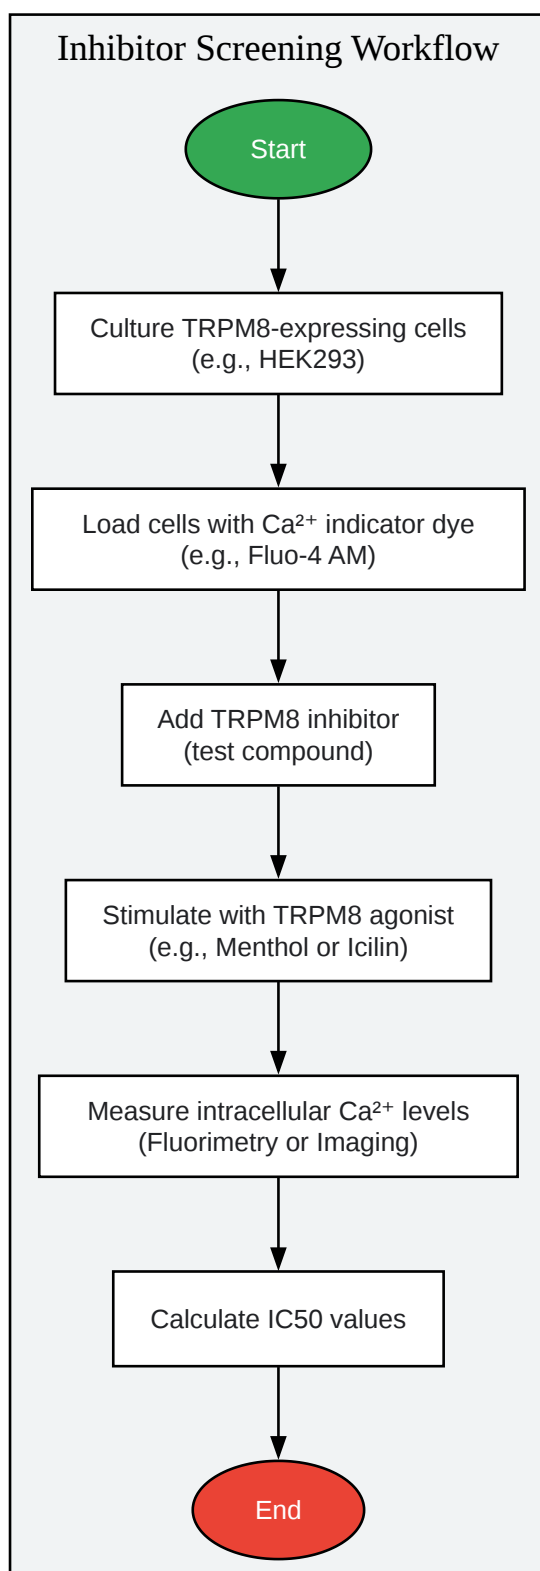 Inhibitor Screening Workflow
Start
Culture TRPM8-expressing cells
(e.g., HEK293)
Load cells with Ca²⁺ indicator dye
(e.g., Fluo-4 AM)
Add TRPM8 inhibitor
(test compound)
Stimulate with TRPM8 agonist
(e.g., Menthol or Icilin)
Measure intracellular Ca²⁺ levels
(Fluorimetry or Imaging)
Calculate IC50 values
End